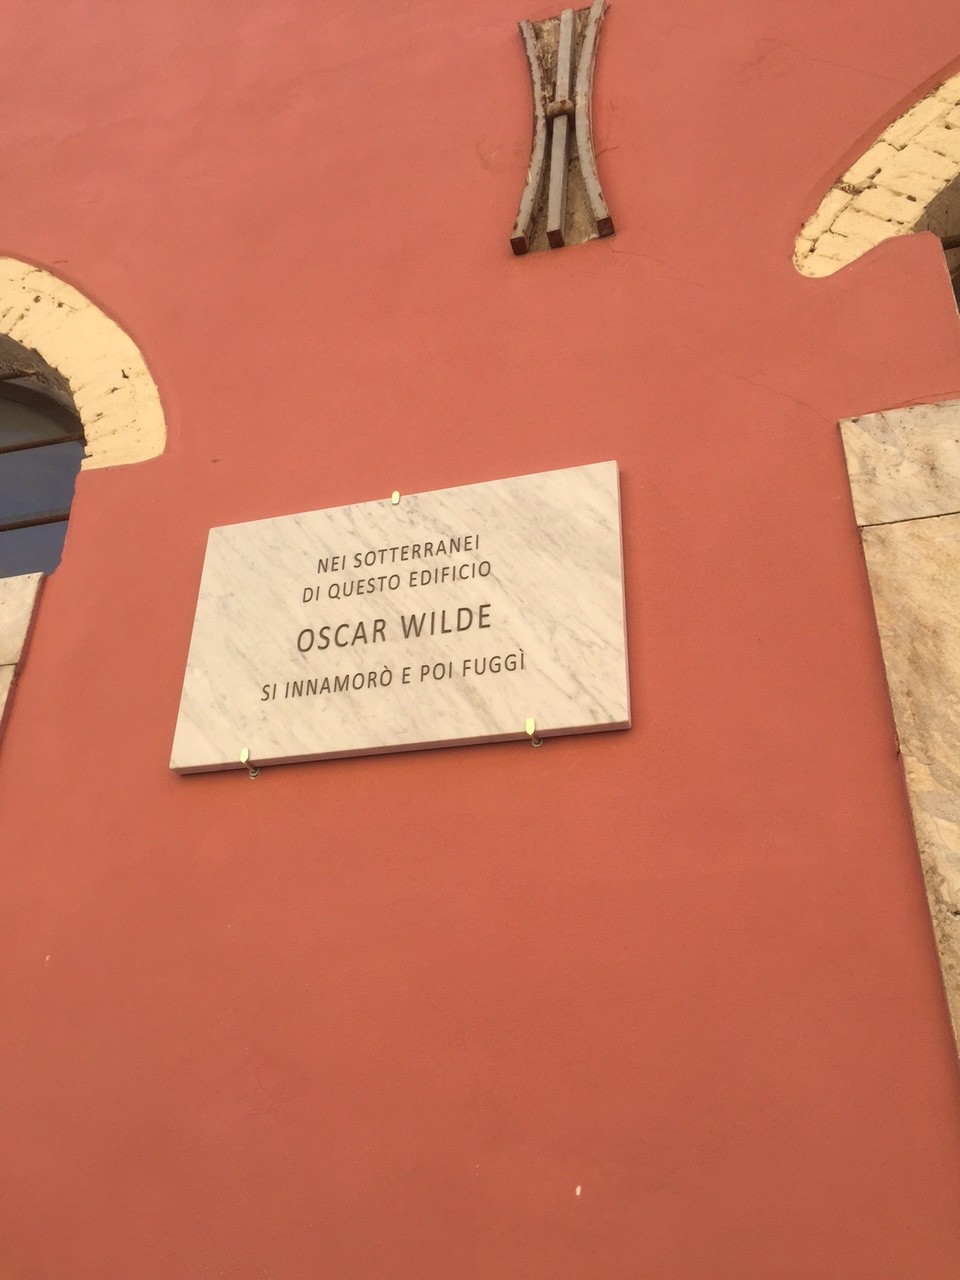 NEI SOTTERRANEI
DI QUESTO EDIFICIO
OSCAR WILDE
SI INNAMORÒ E POI FUGGÌ